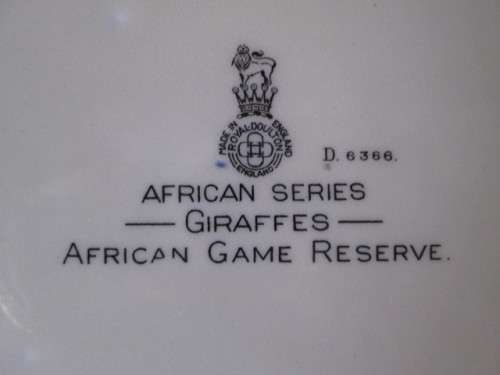 MADE IN ENGLAND
ROYAL DOULTON
ENGLAND
D. 6366.
AFRICAN SERIES
— GIRAFFES —
AFRICAN GAME RESERVE.